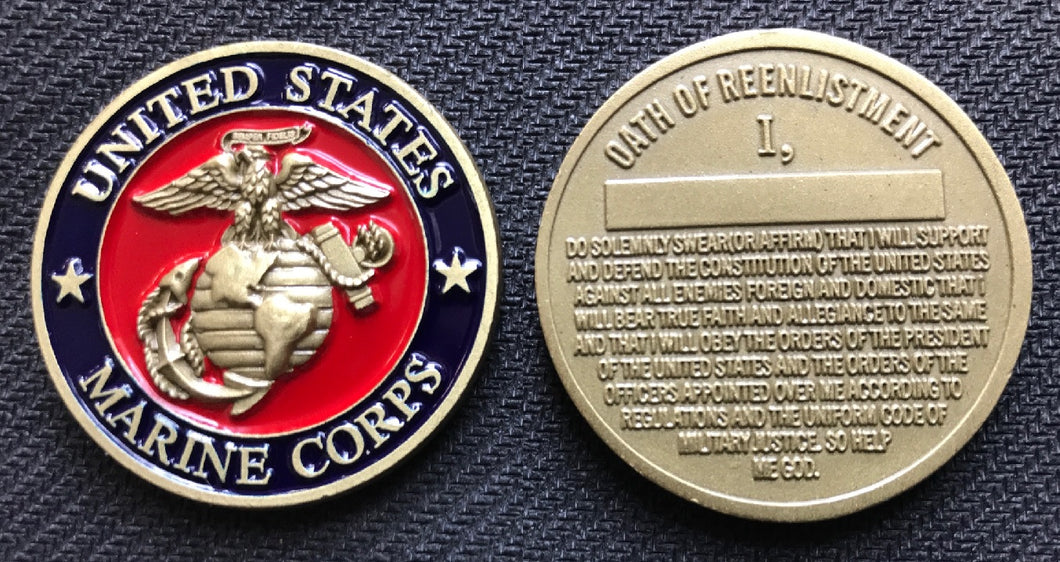 UNITED STATES
SEMPER FIDELIS
MARINE CORPS
OATH OF REENLISTMENT
I,
DO SOLEMNLY SWEAR (OR AFFIRM) THAT I WILL SUPPORT
AND DEFEND THE CONSTITUTION OF THE UNITED STATES
AGAINST ALL ENEMIES FOREIGN AND DOMESTIC THAT I
WILL BEAR TRUE FAITH AND ALLEGIANCE TO THE SAME
AND THAT I WILL OBEY THE ORDERS OF THE PRESIDENT
OF THE UNITED STATES AND THE ORDERS OF THE
OFFICERS APPOINTED OVER ME ACCORDING TO
REGULATIONS AND THE UNIFORM CODE OF
MILITARY JUSTICE. SO HELP
ME GOD.